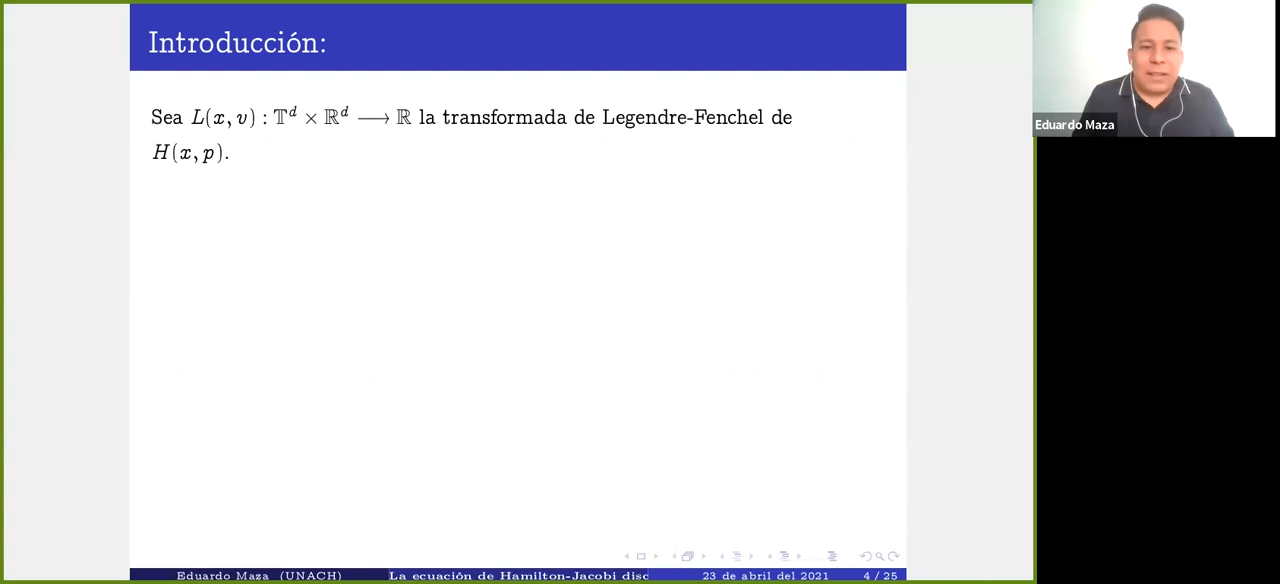 Introducción:
Sea L(x, v) : 𝕋^d × ℝ^d ⟶ ℝ la transformada de Legendre-Fenchel de
H(x, p).
Eduardo Maza
Eduardo Maza (UNACH) La ecuación de Hamilton-Jacobi disc 23 de abril del 2021 4 / 25